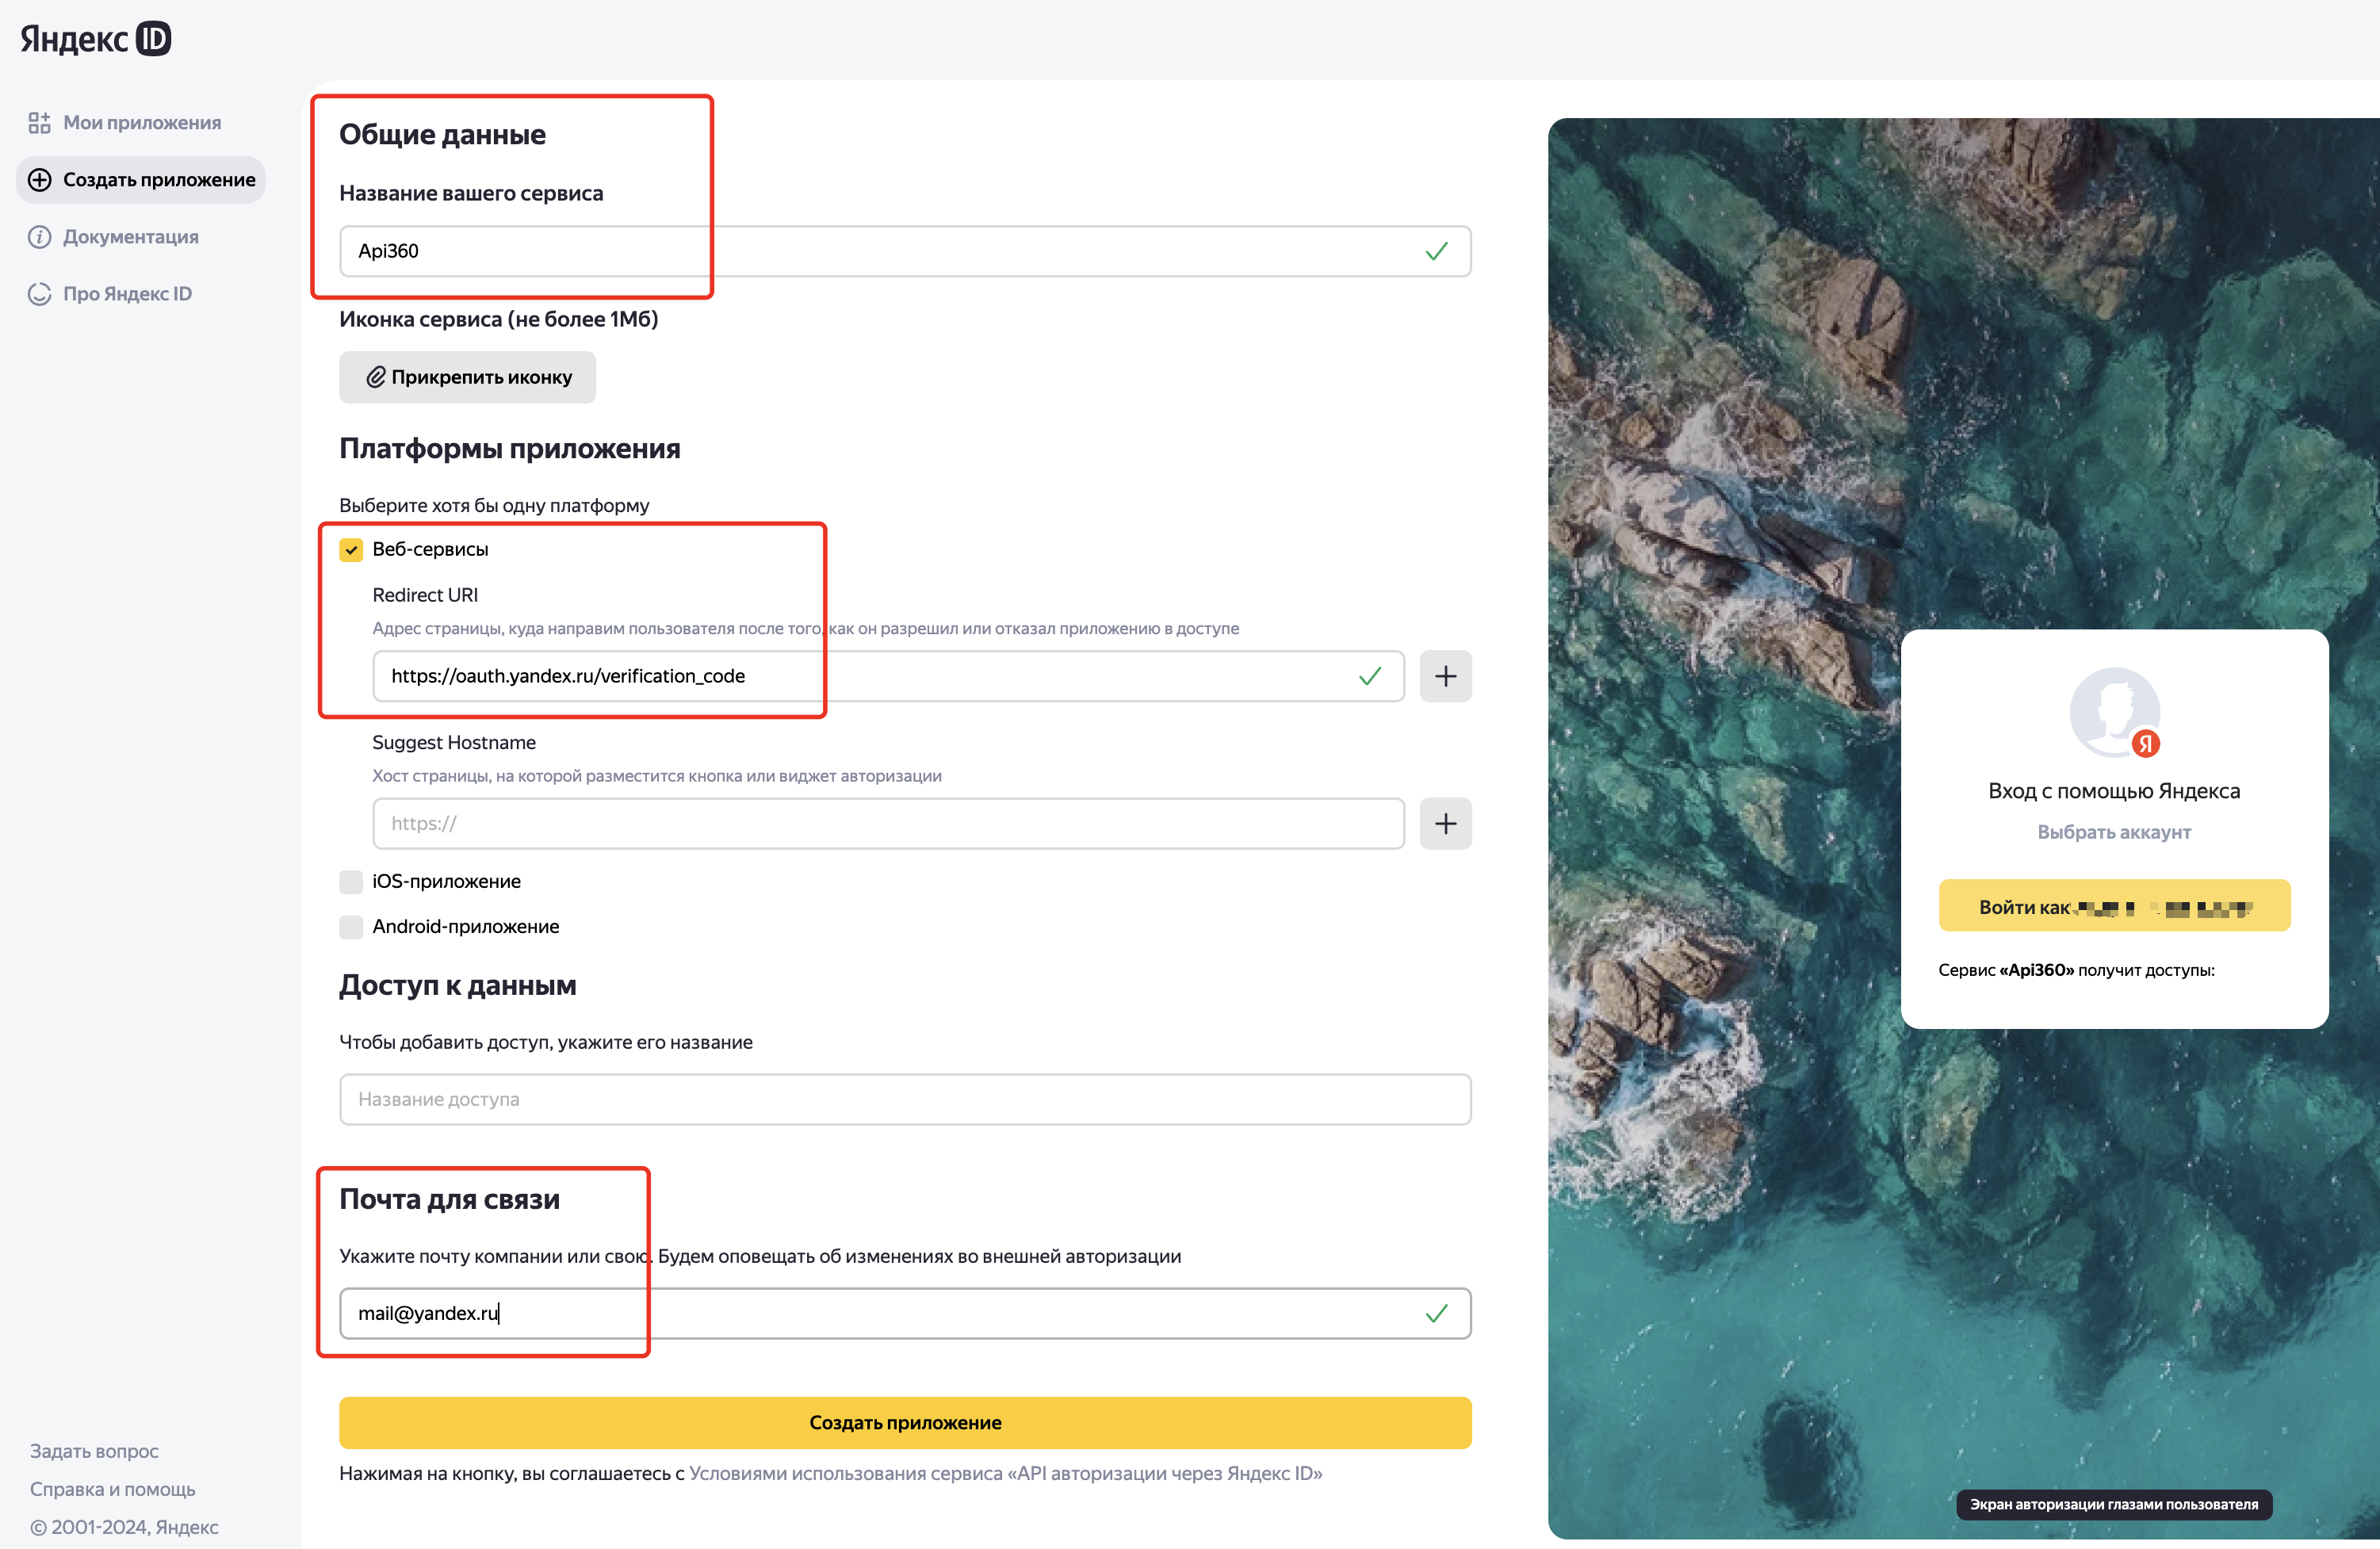 Яндекс ID
Мои приложения
Создать приложение
Документация
Про Яндекс ID
Общие данные
Название вашего сервиса
Api360
Иконка сервиса (не более 1Мб)
Прикрепить иконку
Платформы приложения
Выберите хотя бы одну платформу
Веб-сервисы
Redirect URI
Адрес страницы, куда направим пользователя после того, как он разрешил или отказал приложению в доступе
https://oauth.yandex.ru/verification_code
Suggest Hostname
Хост страницы, на которой разместится кнопка или виджет авторизации
https://
iOS-приложение
Android-приложение
Доступ к данным
Чтобы добавить доступ, укажите его название
Название доступа
Почта для связи
Укажите почту компании или свою. Будем оповещать об изменениях во внешней авторизации
mail@yandex.ru
Создать приложение
Нажимая на кнопку, вы соглашаетесь с Условиями использования сервиса «API авторизации через Яндекс ID»
Задать вопрос
Справка и помощь
© 2001-2024, Яндекс
Я
Вход с помощью Яндекса
Выбрать аккаунт
Войти как
Сервис «Api360» получит доступы:
Экран авторизации глазами пользователя